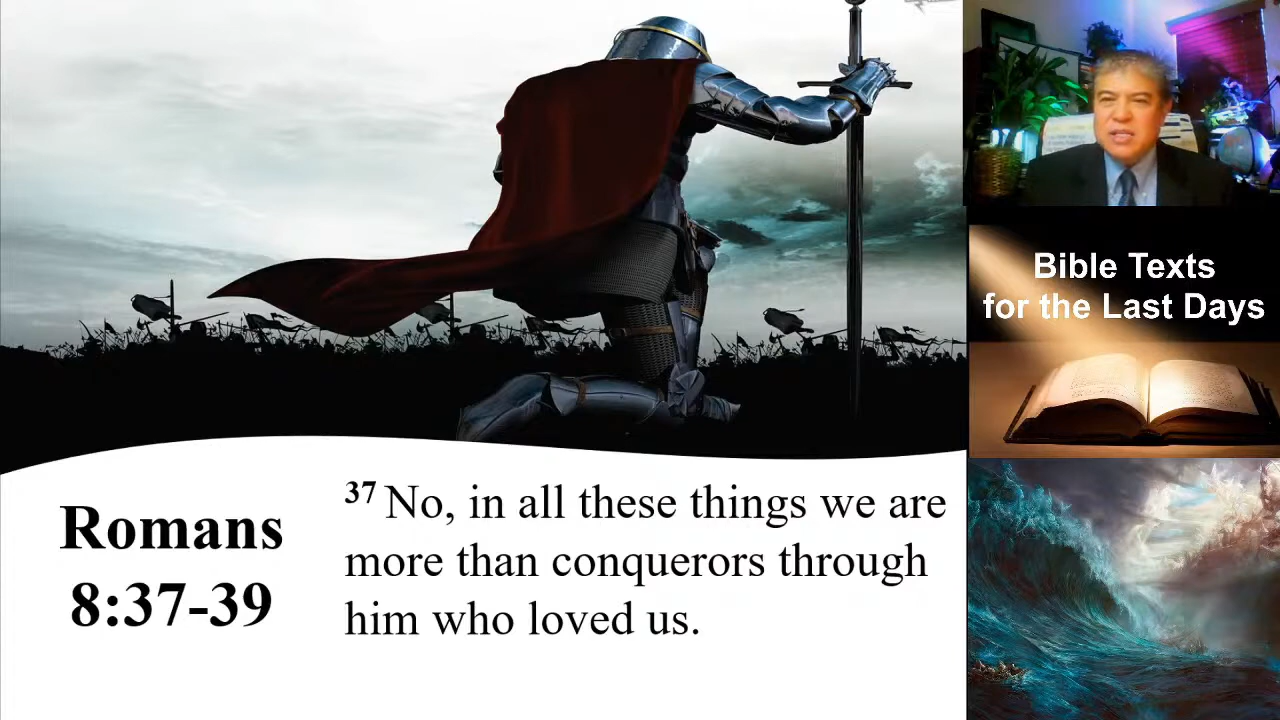 Bible Texts
for the Last Days
Romans
8:37-39
37 No, in all these things we are
more than conquerors through
him who loved us.